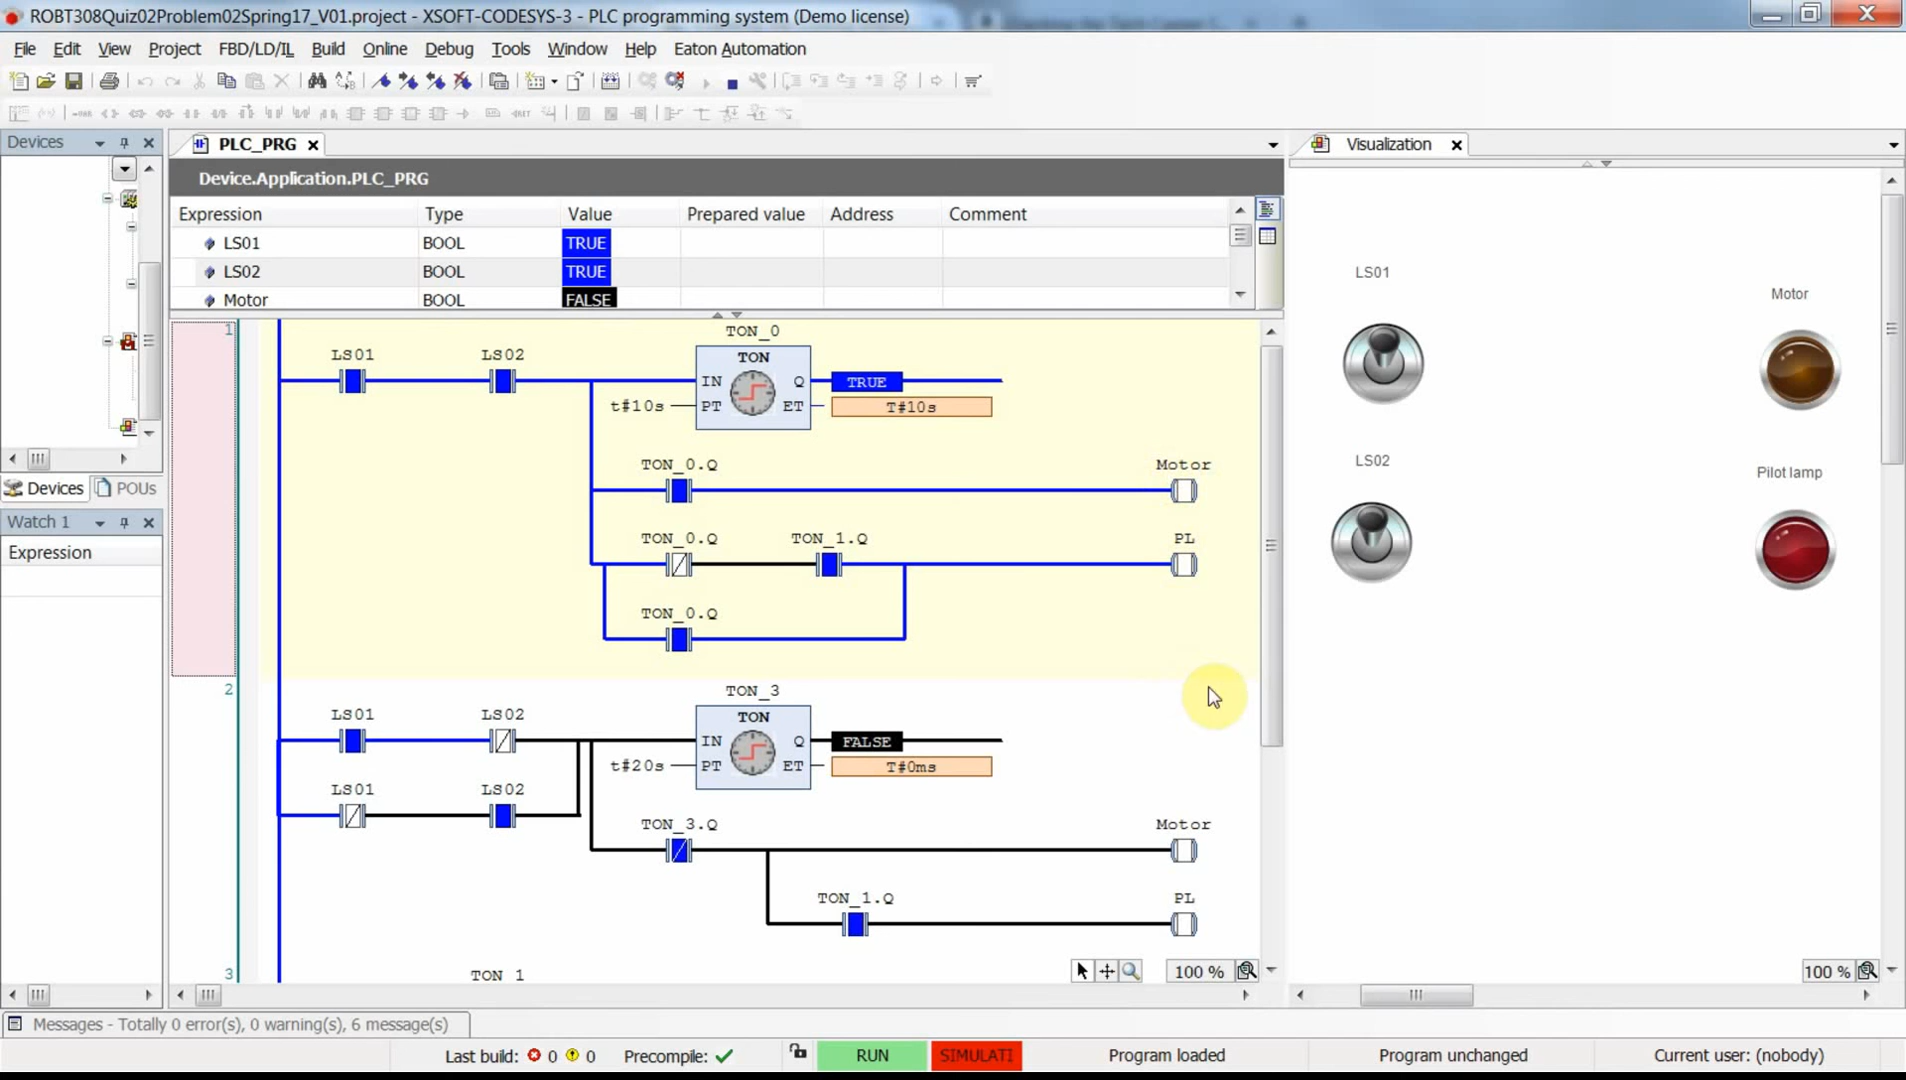 ROBT308Quiz02Problem02Spring17_V01.project - XSOFT-CODESYS-3 - PLC programming system (Demo license)
File Edit View Project FBD/LD/IL Build Online Debug Tools Window Help Eaton Automation
Devices
PLC_PRG
Visualization
Device.Application.PLC_PRG
Expression Type Value Prepared value Address Comment
LS01 BOOL TRUE
LS02 BOOL TRUE
Motor BOOL FALSE
Devices POUs
Watch 1
Expression
1
TON_0
LS01 LS02 TON
IN Q TRUE
t#10s PT ET T#10s
TON_0.Q Motor
TON_0.Q TON_1.Q PL
TON_0.Q
2
TON_3
LS01 LS02 TON
IN Q FALSE
t#20s PT ET T#0ms
LS01 LS02
TON_3.Q Motor
TON_1.Q PL
3
TON 1
100 %
LS01
Motor
LS02
Pilot lamp
100 %
Messages - Totally 0 error(s), 0 warning(s), 6 message(s)
Last build: 0 0 Precompile: RUN SIMULATI Program loaded Program unchanged Current user: (nobody)